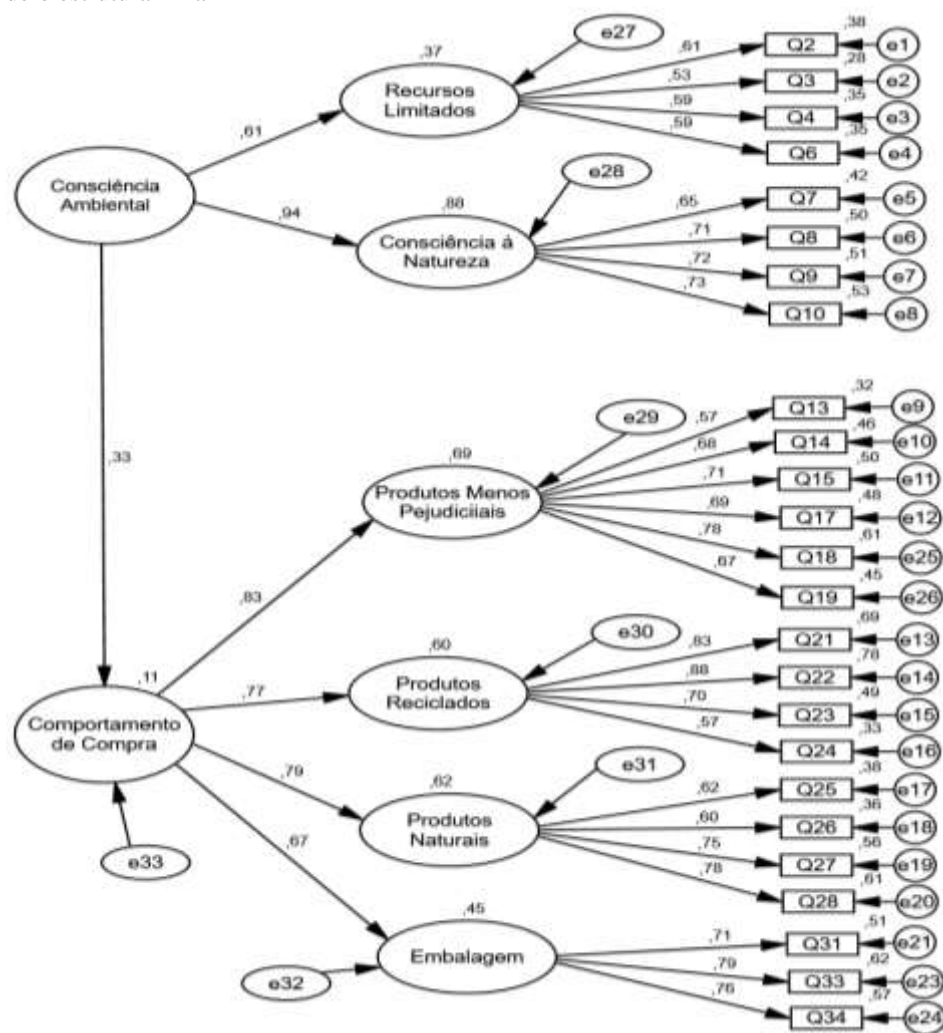 ,38
e27
,37
,61
Q2
e1
,28
Recursos
Limitados
,53
Q3
e2
,35
,59
Q4
e3
,61
,59
,35
Q6
e4
Consciência
Ambiental
e28
,42
,88
,65
Q7
e5
,94
,50
,71
Q8
e6
Consciência á
Natureza
,51
,72
Q9
e7
,73
,53
Q10
e8
,33
,32
e29
,57
Q13
e9
,46
,69
,68
Q14
e10
,50
Produtos Menos
Pejudiciiais
,71
Q15
e11
,48
,69
Q17
e12
,78
,61
Q18
e25
,67
,45
Q19
e26
,83
,69
e30
,60
,83
Q21
e13
,78
,11
,77
Produtos
Reciclados
,88
Q22
e14
,49
,70
Q23
e15
Comportamento
de Compra
,57
,33
Q24
e16
,38
,79
e31
,62
,62
Q25
e17
,36
,60
Q26
e18
Produtos
Naturais
,56
,67
,75
Q27
e19
e33
,78
,61
Q28
e20
,45
,51
,71
Q31
e21
Embalagem
,62
e32
,79
Q33
e23
,76
,57
Q34
e24